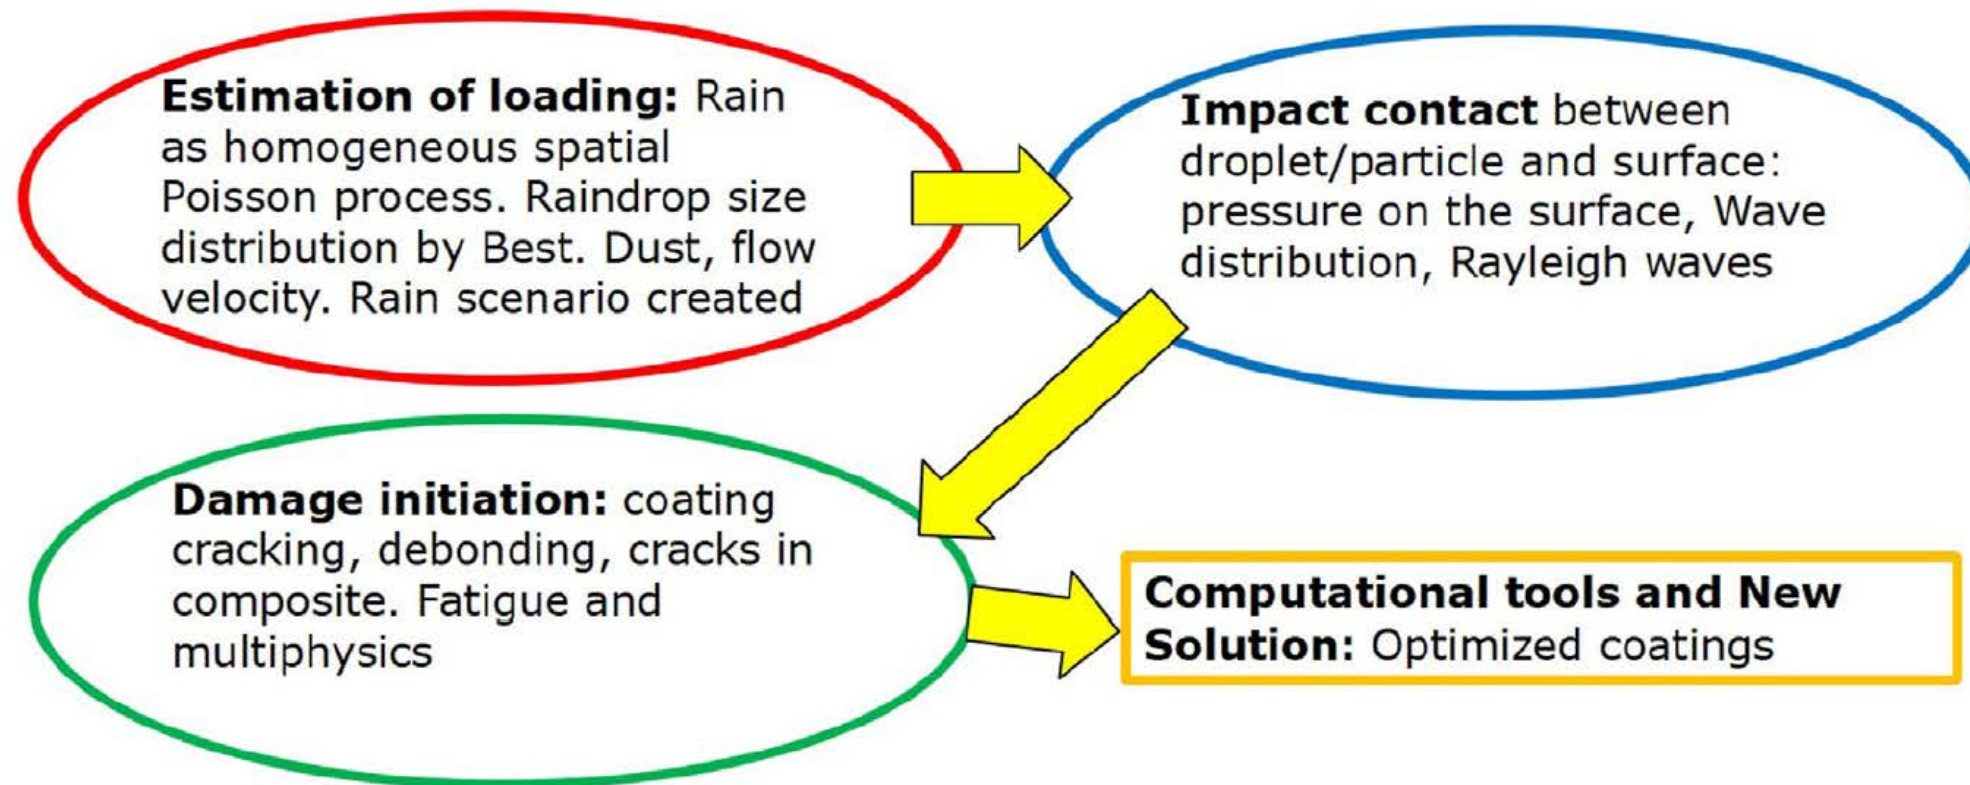 Estimation of loading: Rain
as homogeneous spatial
Poisson process. Raindrop size
distribution by Best. Dust, flow
velocity. Rain scenario created
Impact contact between
droplet/particle and surface:
pressure on the surface, Wave
distribution, Rayleigh waves
Damage initiation: coating
cracking, debonding, cracks in
composite. Fatigue and
multiphysics
Computational tools and New
Solution: Optimized coatings